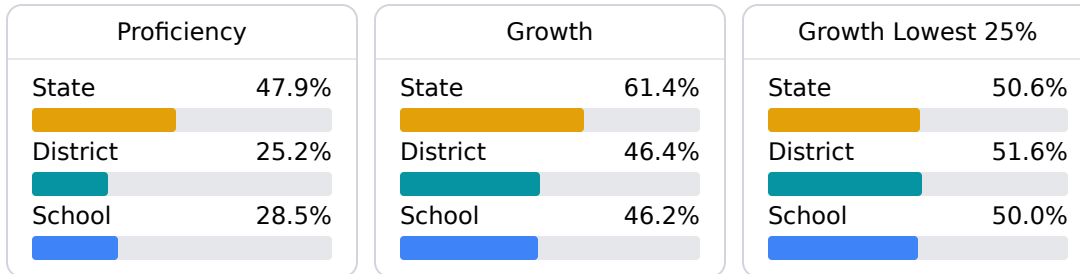 Proficiency
State 47.9%
District 25.2%
School 28.5%
Growth
State 61.4%
District 46.4%
School 46.2%
Growth Lowest 25%
State 50.6%
District 51.6%
School 50.0%